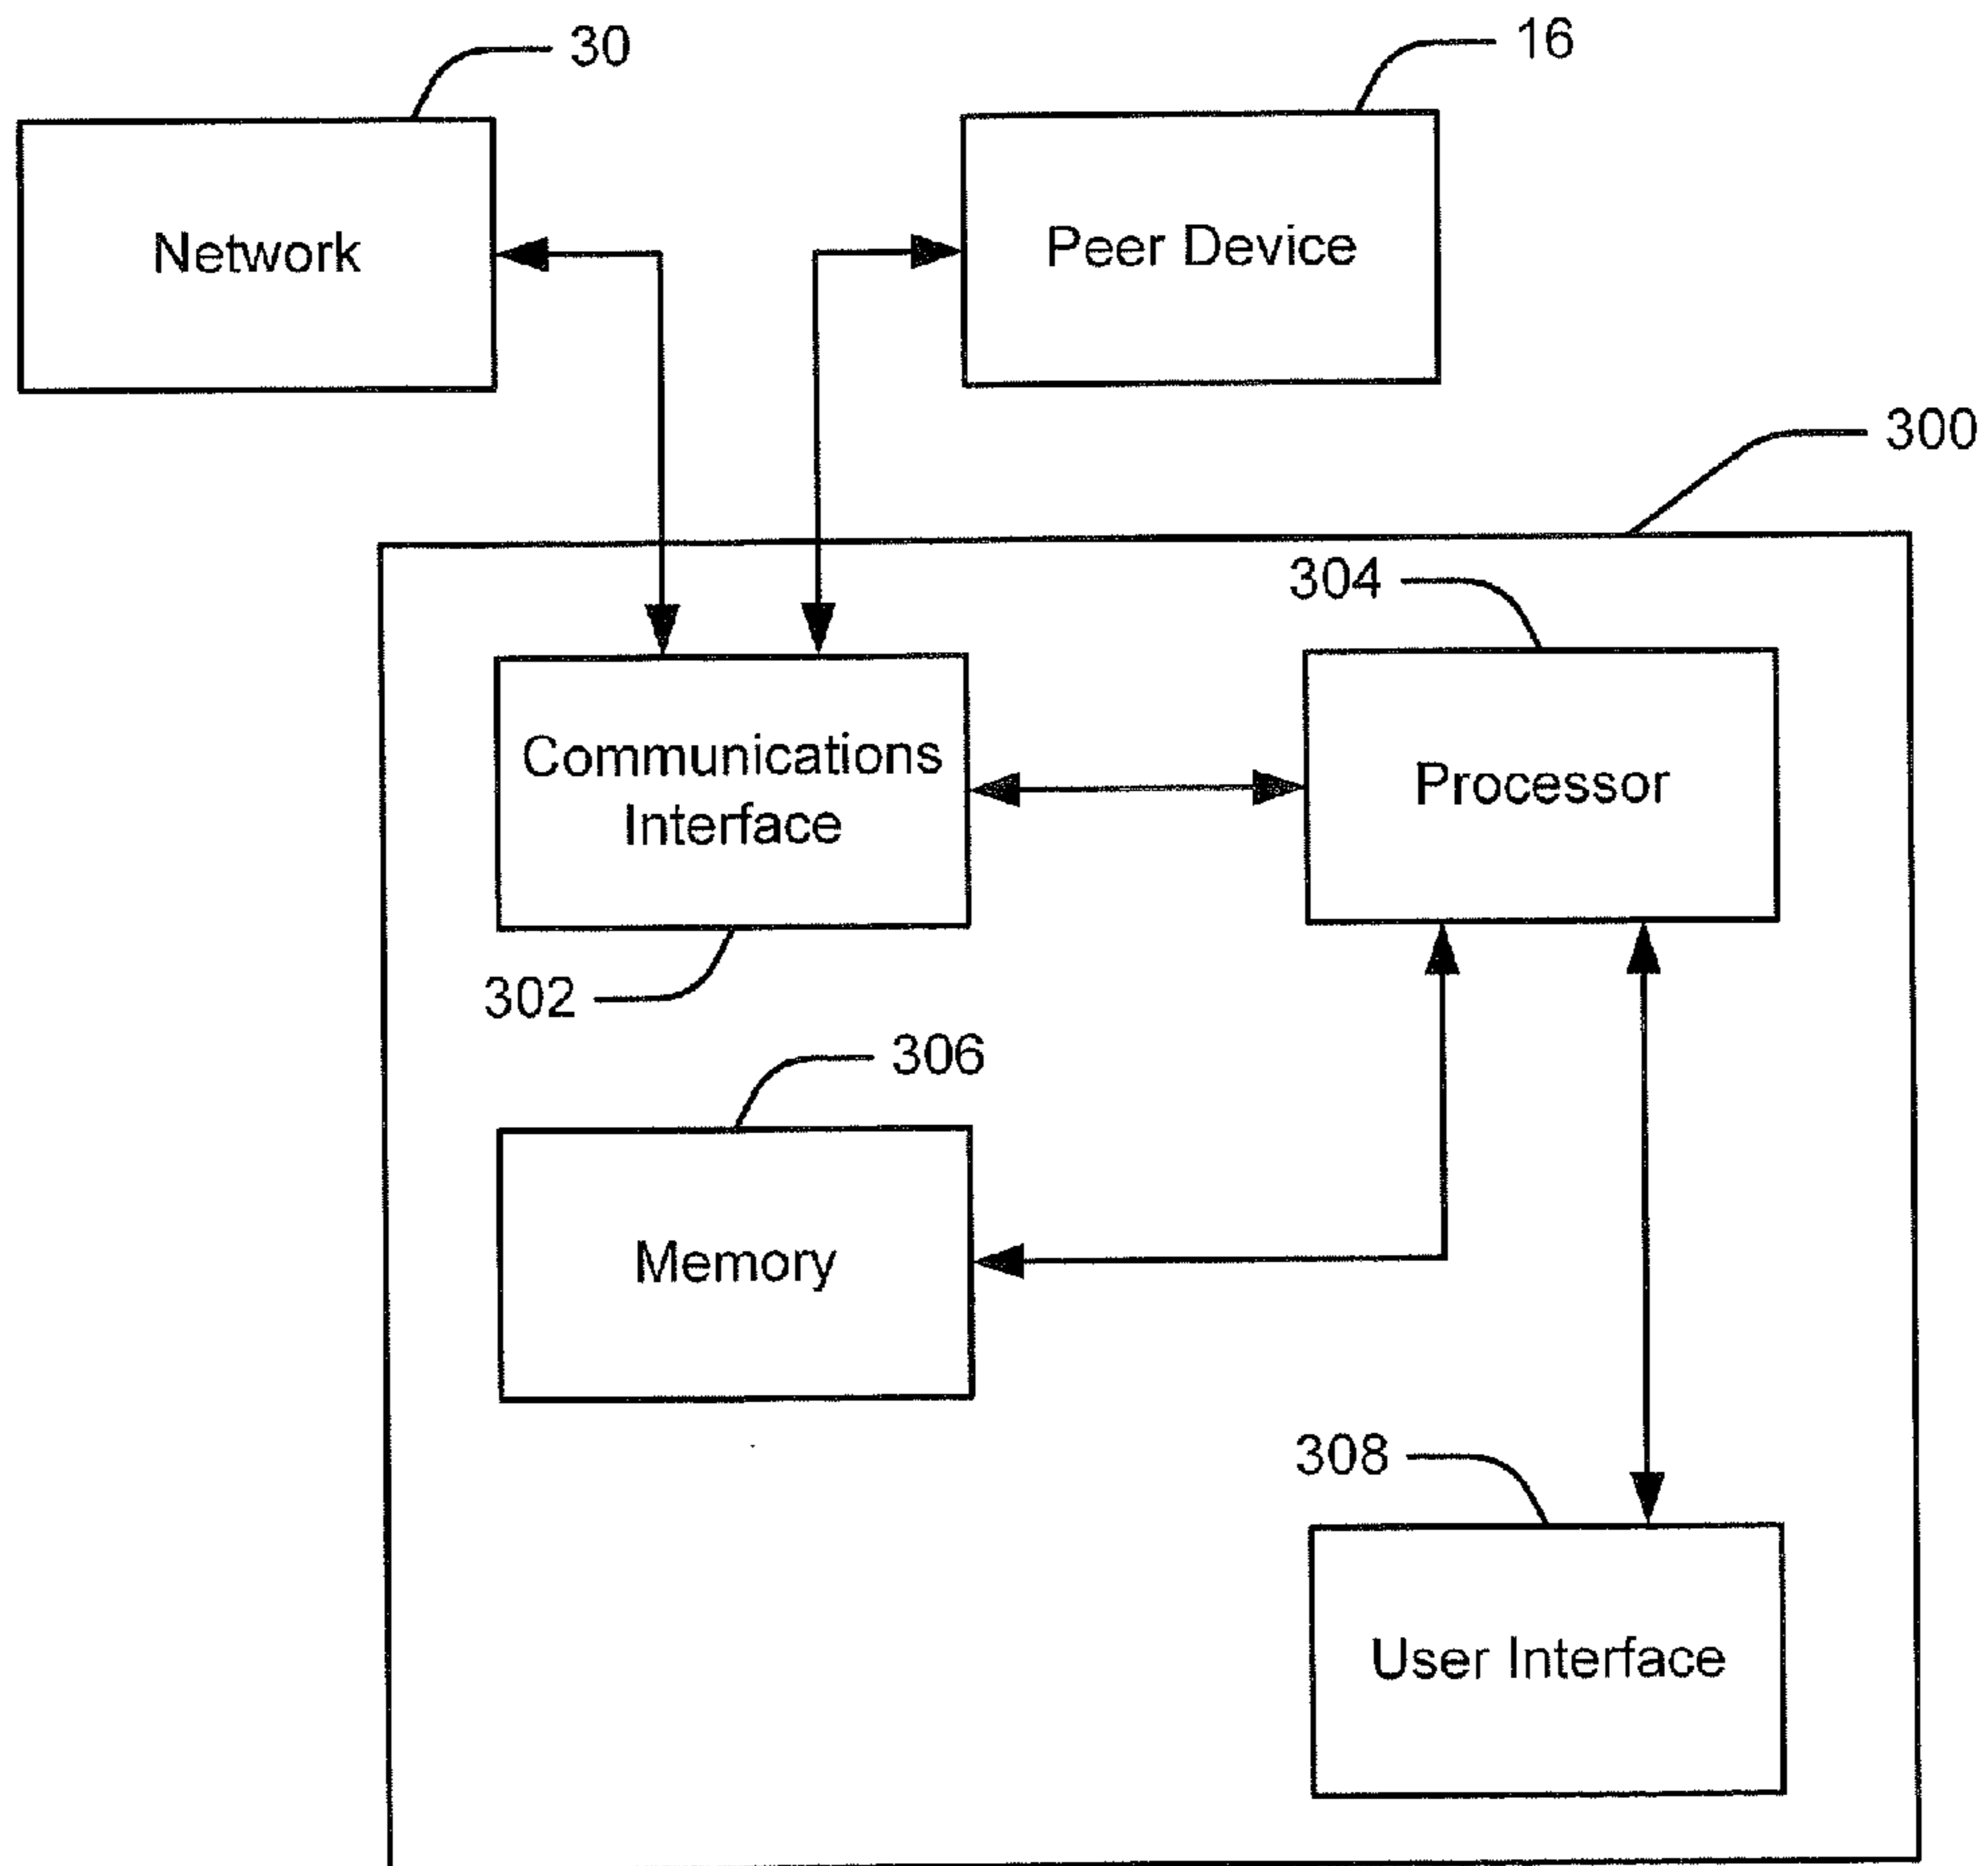 30
16
Network
Peer Device
300
304
Communications
Interface
Processor
302
306
Memory
308
User Interface